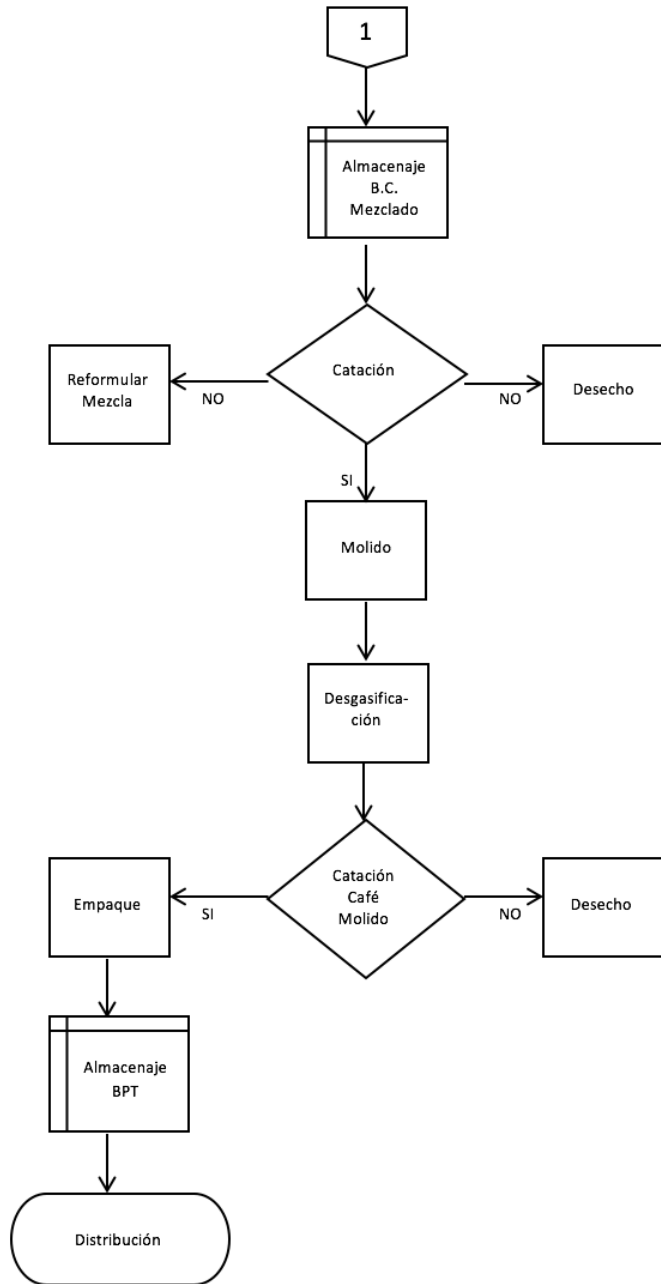 1
Almacenaje
B.C.
Mezclado
Catación
Reformular
Mezcla
NO
NO
Desecho
SI
Molido
Desgasifica-
ción
Catación
Café
Molido
Empaque
SI
NO
Desecho
Almacenaje
BPT
Distribución